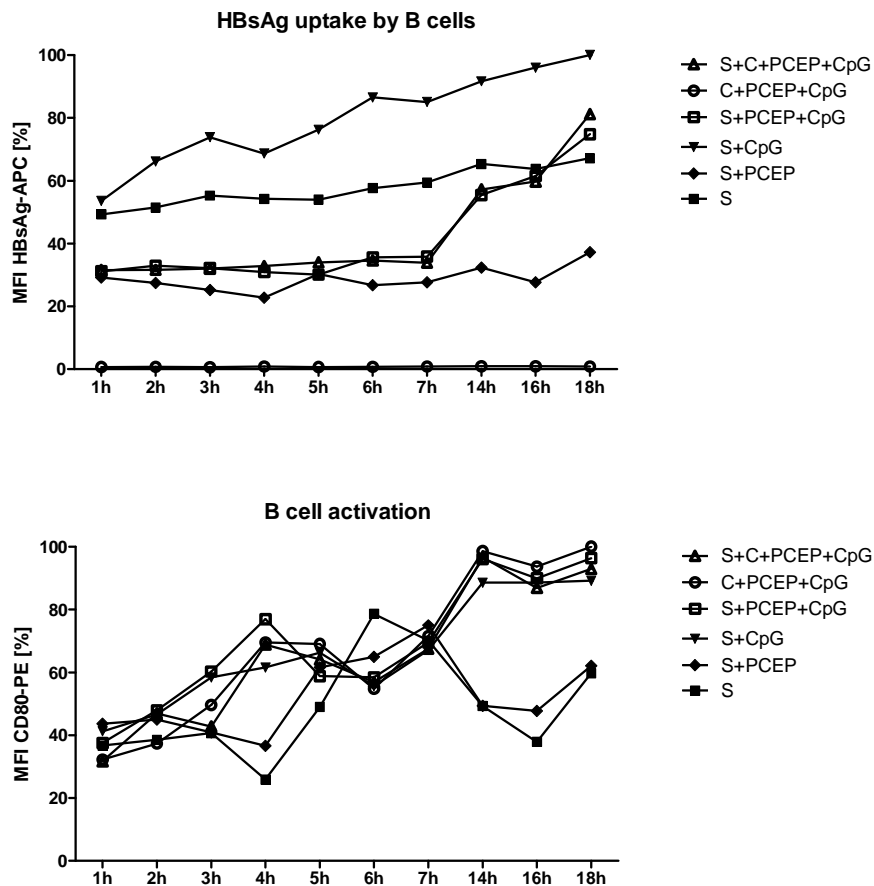 HBsAg uptake by B cells
MFI HBsAg-APC [%]
100
80
60
40
20
0
1h 2h 3h 4h 5h 6h 7h 14h 16h 18h
S+C+PCEP+CpG
C+PCEP+CpG
S+PCEP+CpG
S+CpG
S+PCEP
S
B cell activation
MFI CD80-PE [%]
100
80
60
40
20
0
1h 2h 3h 4h 5h 6h 7h 14h 16h 18h
S+C+PCEP+CpG
C+PCEP+CpG
S+PCEP+CpG
S+CpG
S+PCEP
S